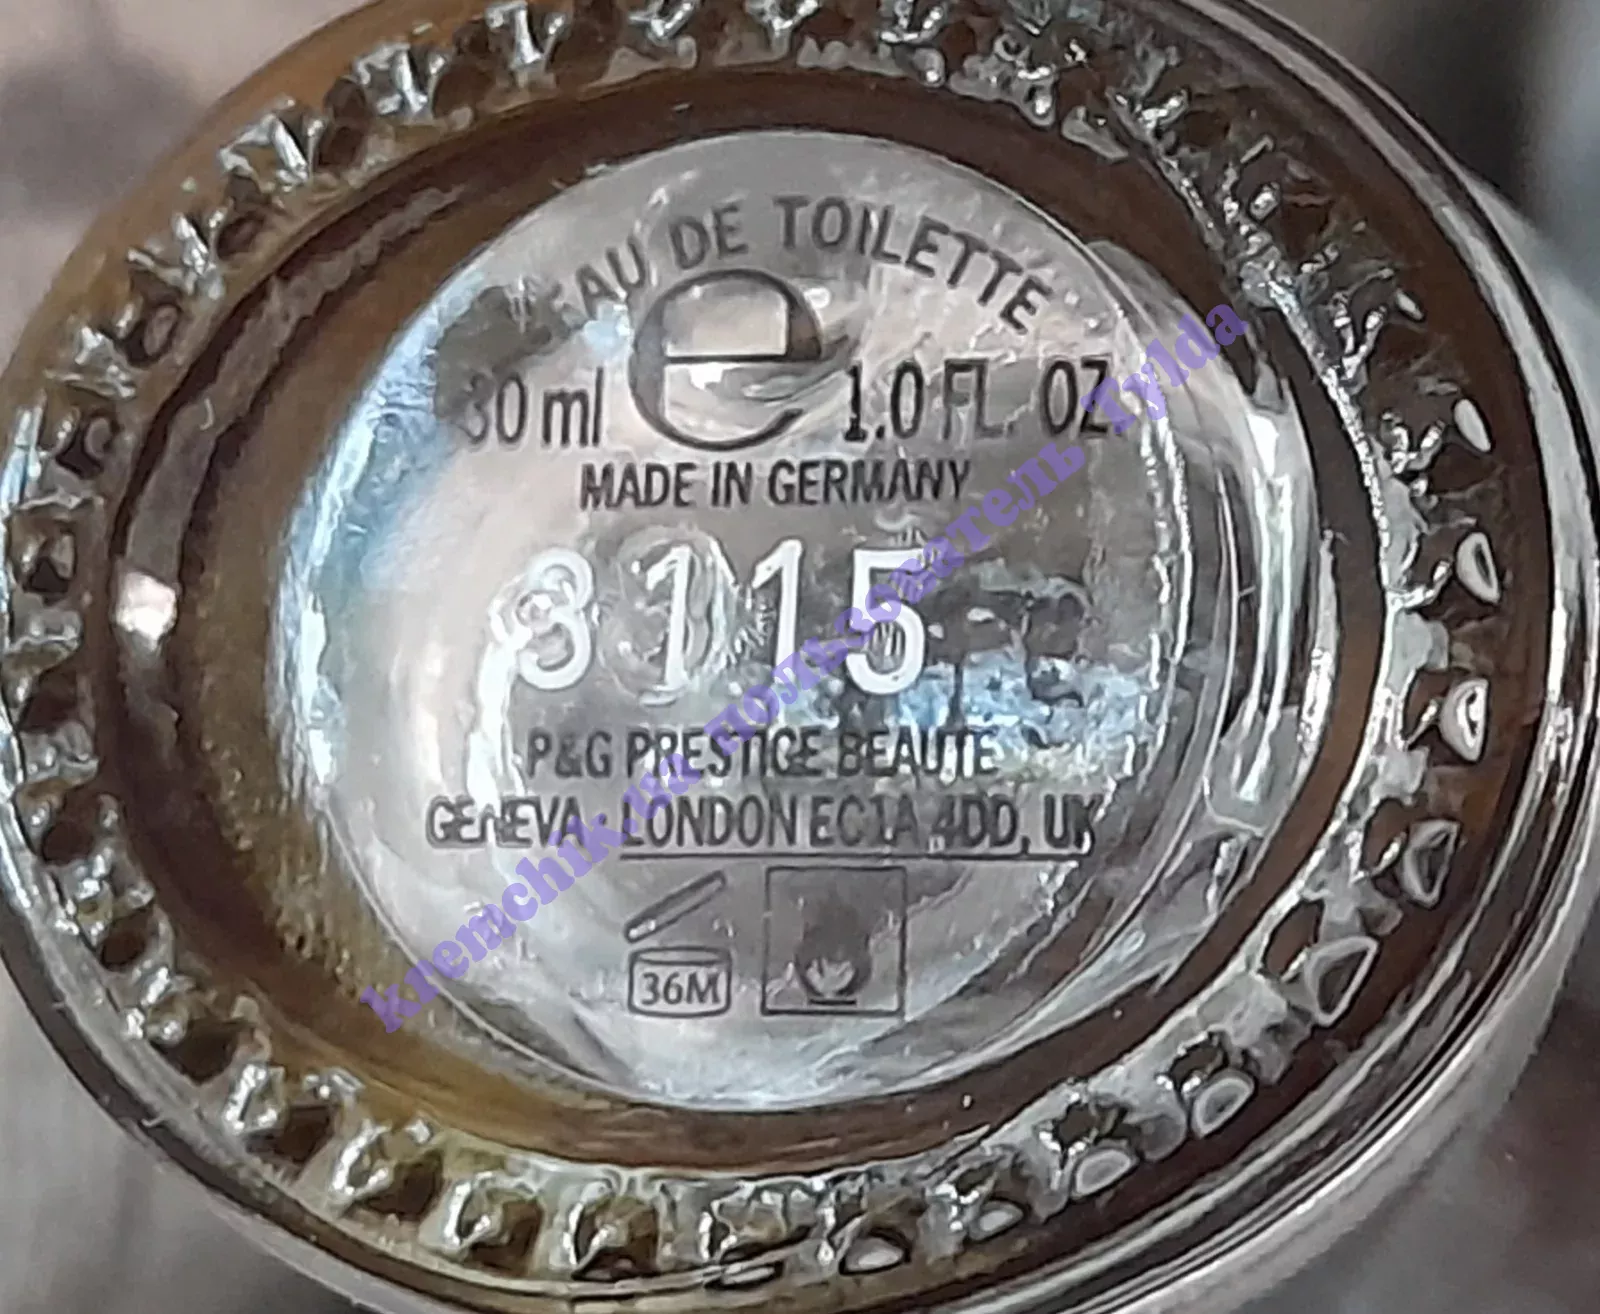 EAU DE TOILETTE
30 ml e 1.0 FL. OZ.
MADE IN GERMANY
3115
P&G PRESTIGE BEAUTE
GENEVA · LONDON EC1A 4DD, UK
36M
kremchik.ua пользователь Tylda